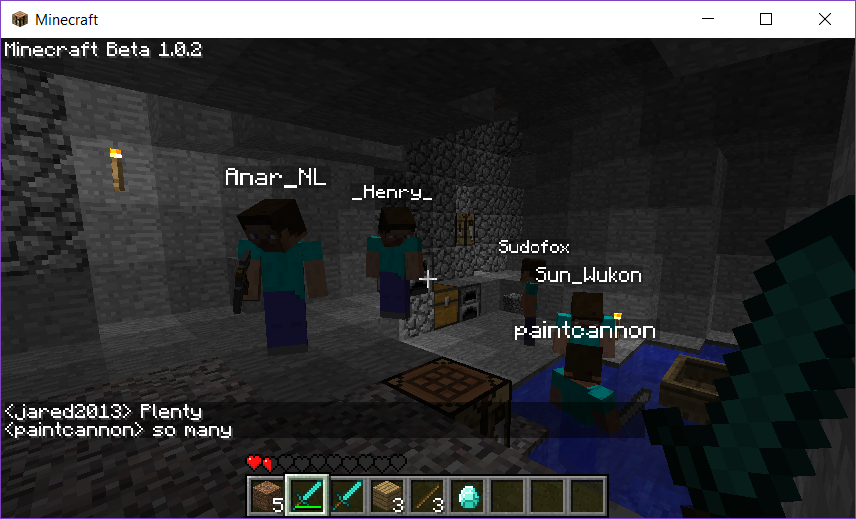 Minecraft
Minecraft Beta 1.0.2
Anar_NL
_Henry_
Sudofox
Sun_Wukon
paintcannon
<jared2013> Plenty
<paintcannon> so many
5
3
3